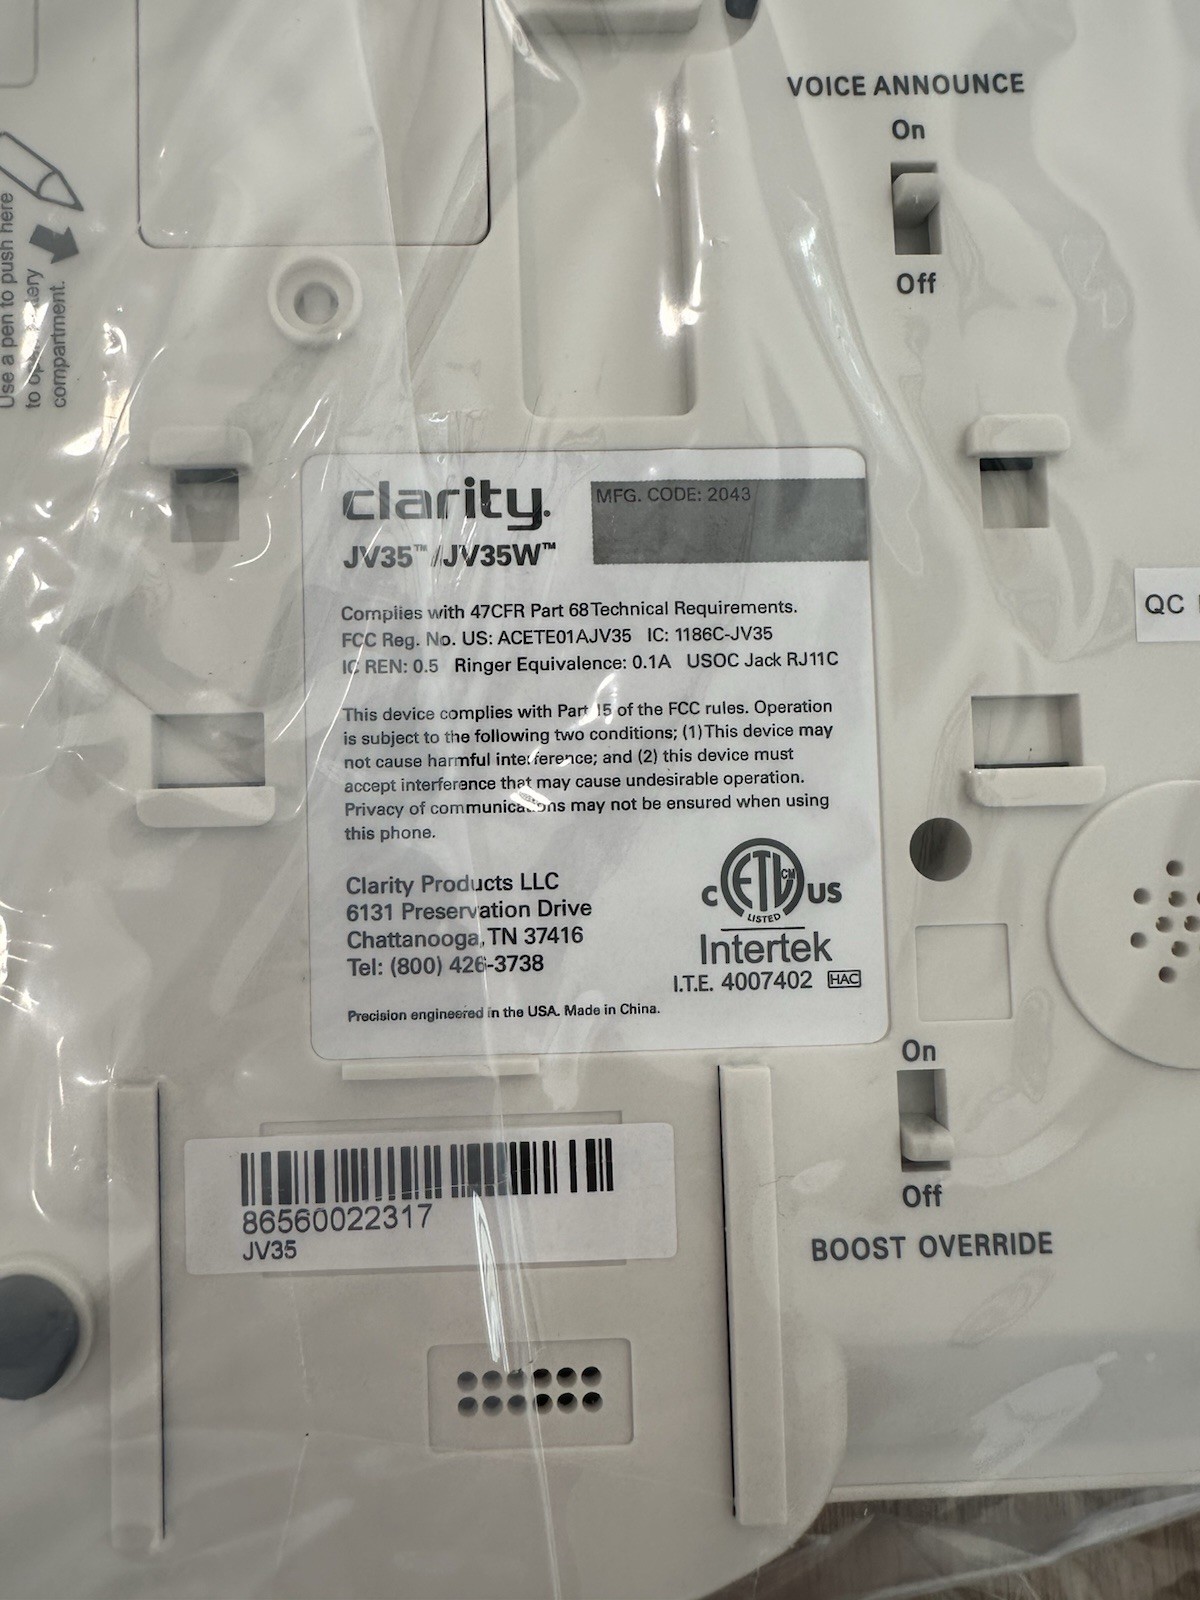 VOICE ANNOUNCE
On
Off
Use a pen to push here
to
compartment.
clarity.
MFG. CODE: 2043
JV35™/JV35W™
Complies with 47CFR Part 68 Technical Requirements.
FCC Reg. No. US: ACETE01AJV35 IC: 1186C-JV35
IC REN: 0.5 Ringer Equivalence: 0.1A USOC Jack RJ11C
QC
This device complies with Part 15 of the FCC rules. Operation
is subject to the following two conditions; (1) This device may
not cause harmful interference; and (2) this device must
accept interference that may cause undesirable operation.
Privacy of communications may not be ensured when using
this phone.
Clarity Products LLC
6131 Preservation Drive
Chattanooga, TN 37416
Tel: (800) 426-3738
C ETL CM US
LISTED
Intertek
I.T.E. 4007402 HAC
Precision engineered in the USA. Made in China.
On
Off
BOOST OVERRIDE
86560022317
JV35